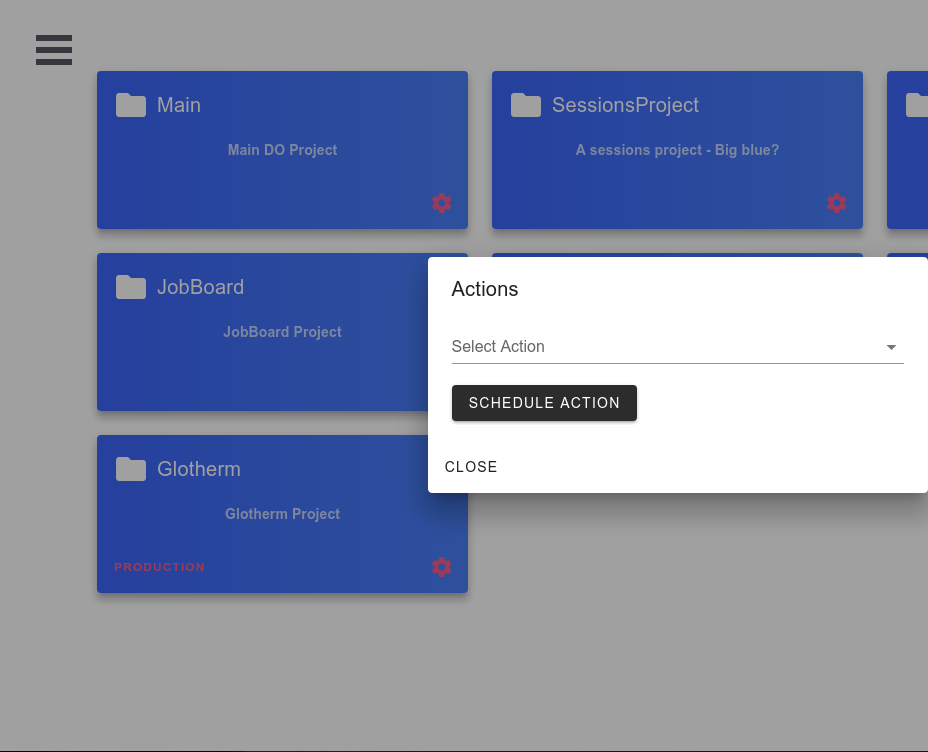 Main
Main DO Project
SessionsProject
A sessions project - Big blue?
JobBoard
JobBoard Project
Glotherm
Glotherm Project
PRODUCTION
Actions
Select Action
SCHEDULE ACTION
CLOSE